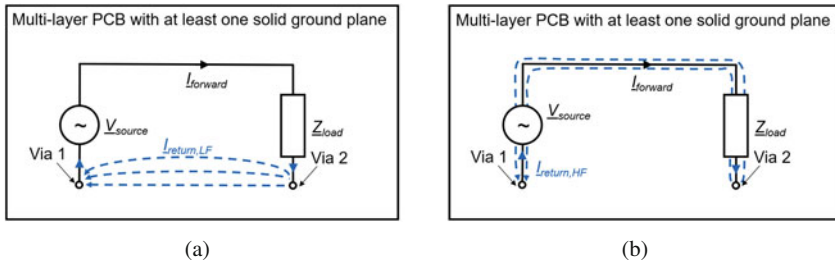 Multi-layer PCB with at least one solid ground plane
I_forward
~
V_source
Z_load
Via 1
I_return,LF
Via 2
(a)
Multi-layer PCB with at least one solid ground plane
I_forward
~
V_source
Z_load
Via 1
I_return,HF
Via 2
(b)